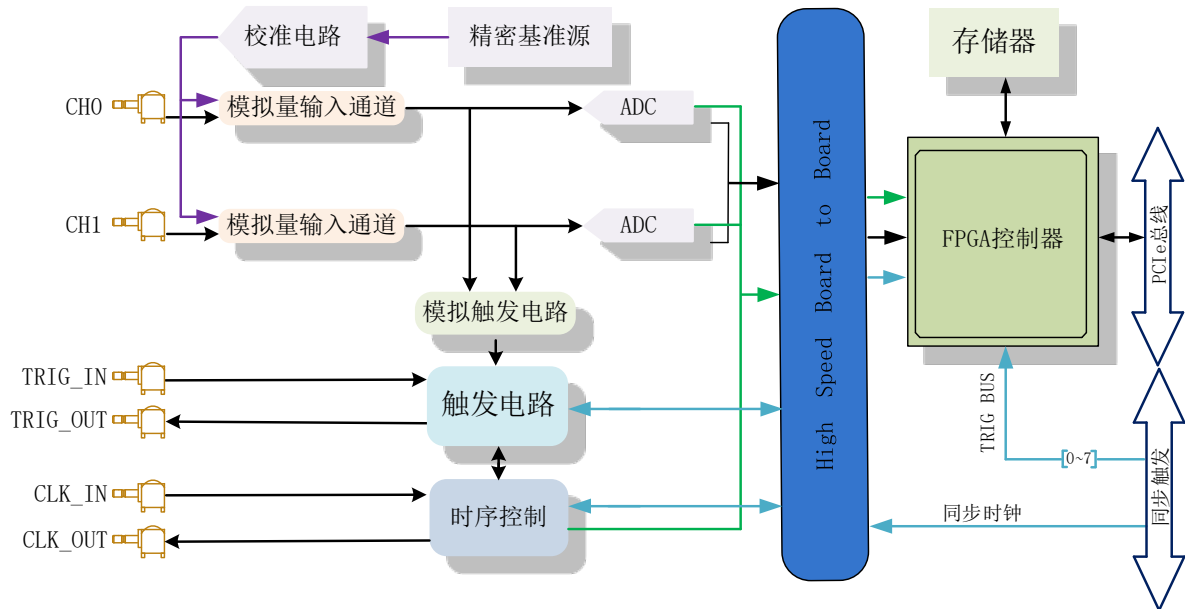 校准电路
精密基准源
存储器
CH0
模拟量输入通道
ADC
CH1
模拟量输入通道
ADC
High Speed Board to Board
FPGA控制器
PCIe总线
模拟触发电路
TRIG_IN
TRIG_OUT
触发电路
TRIG BUS
[0~7]
同步触发
CLK_IN
CLK_OUT
时序控制
同步时钟